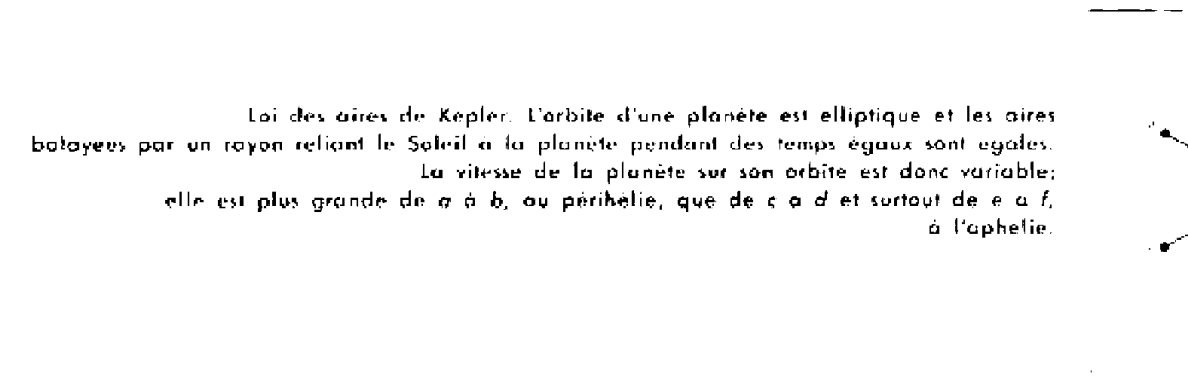 Loi des aires de Kepler. L'orbite d'une planète est elliptique et les aires
balayées par un rayon reliant le Soleil à la planète pendant des temps égaux sont egales.
La vitesse de la planète sur son orbite est donc variable;
elle est plus grande de a à b, au périhélie, que de c a d et surtout de e a f,
à l'aphelie.